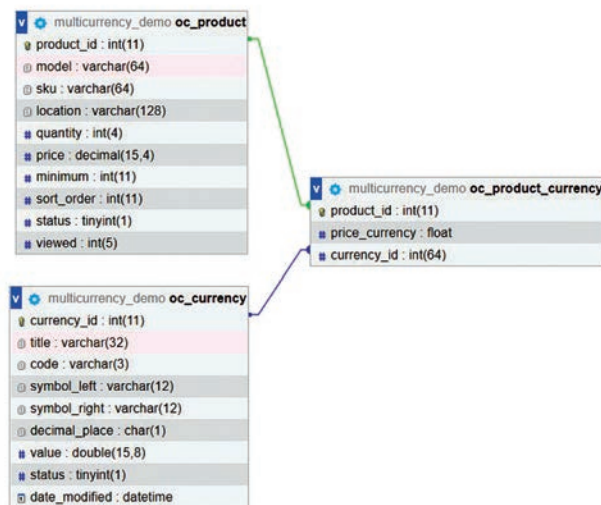 v multicurrency_demo oc_product
product_id : int(11)
model : varchar(64)
sku : varchar(64)
location : varchar(128)
# quantity : int(4)
# price : decimal(15,4)
# minimum : int(11)
# sort_order : int(11)
# status : tinyint(1)
# viewed : int(5)
v multicurrency_demo oc_product_currency
product_id : int(11)
# price_currency : float
# currency_id : int(64)
v multicurrency_demo oc_currency
currency_id : int(11)
title : varchar(32)
code : varchar(3)
symbol_left : varchar(12)
symbol_right : varchar(12)
decimal_place : char(1)
# value : double(15,8)
# status : tinyint(1)
date_modified : datetime